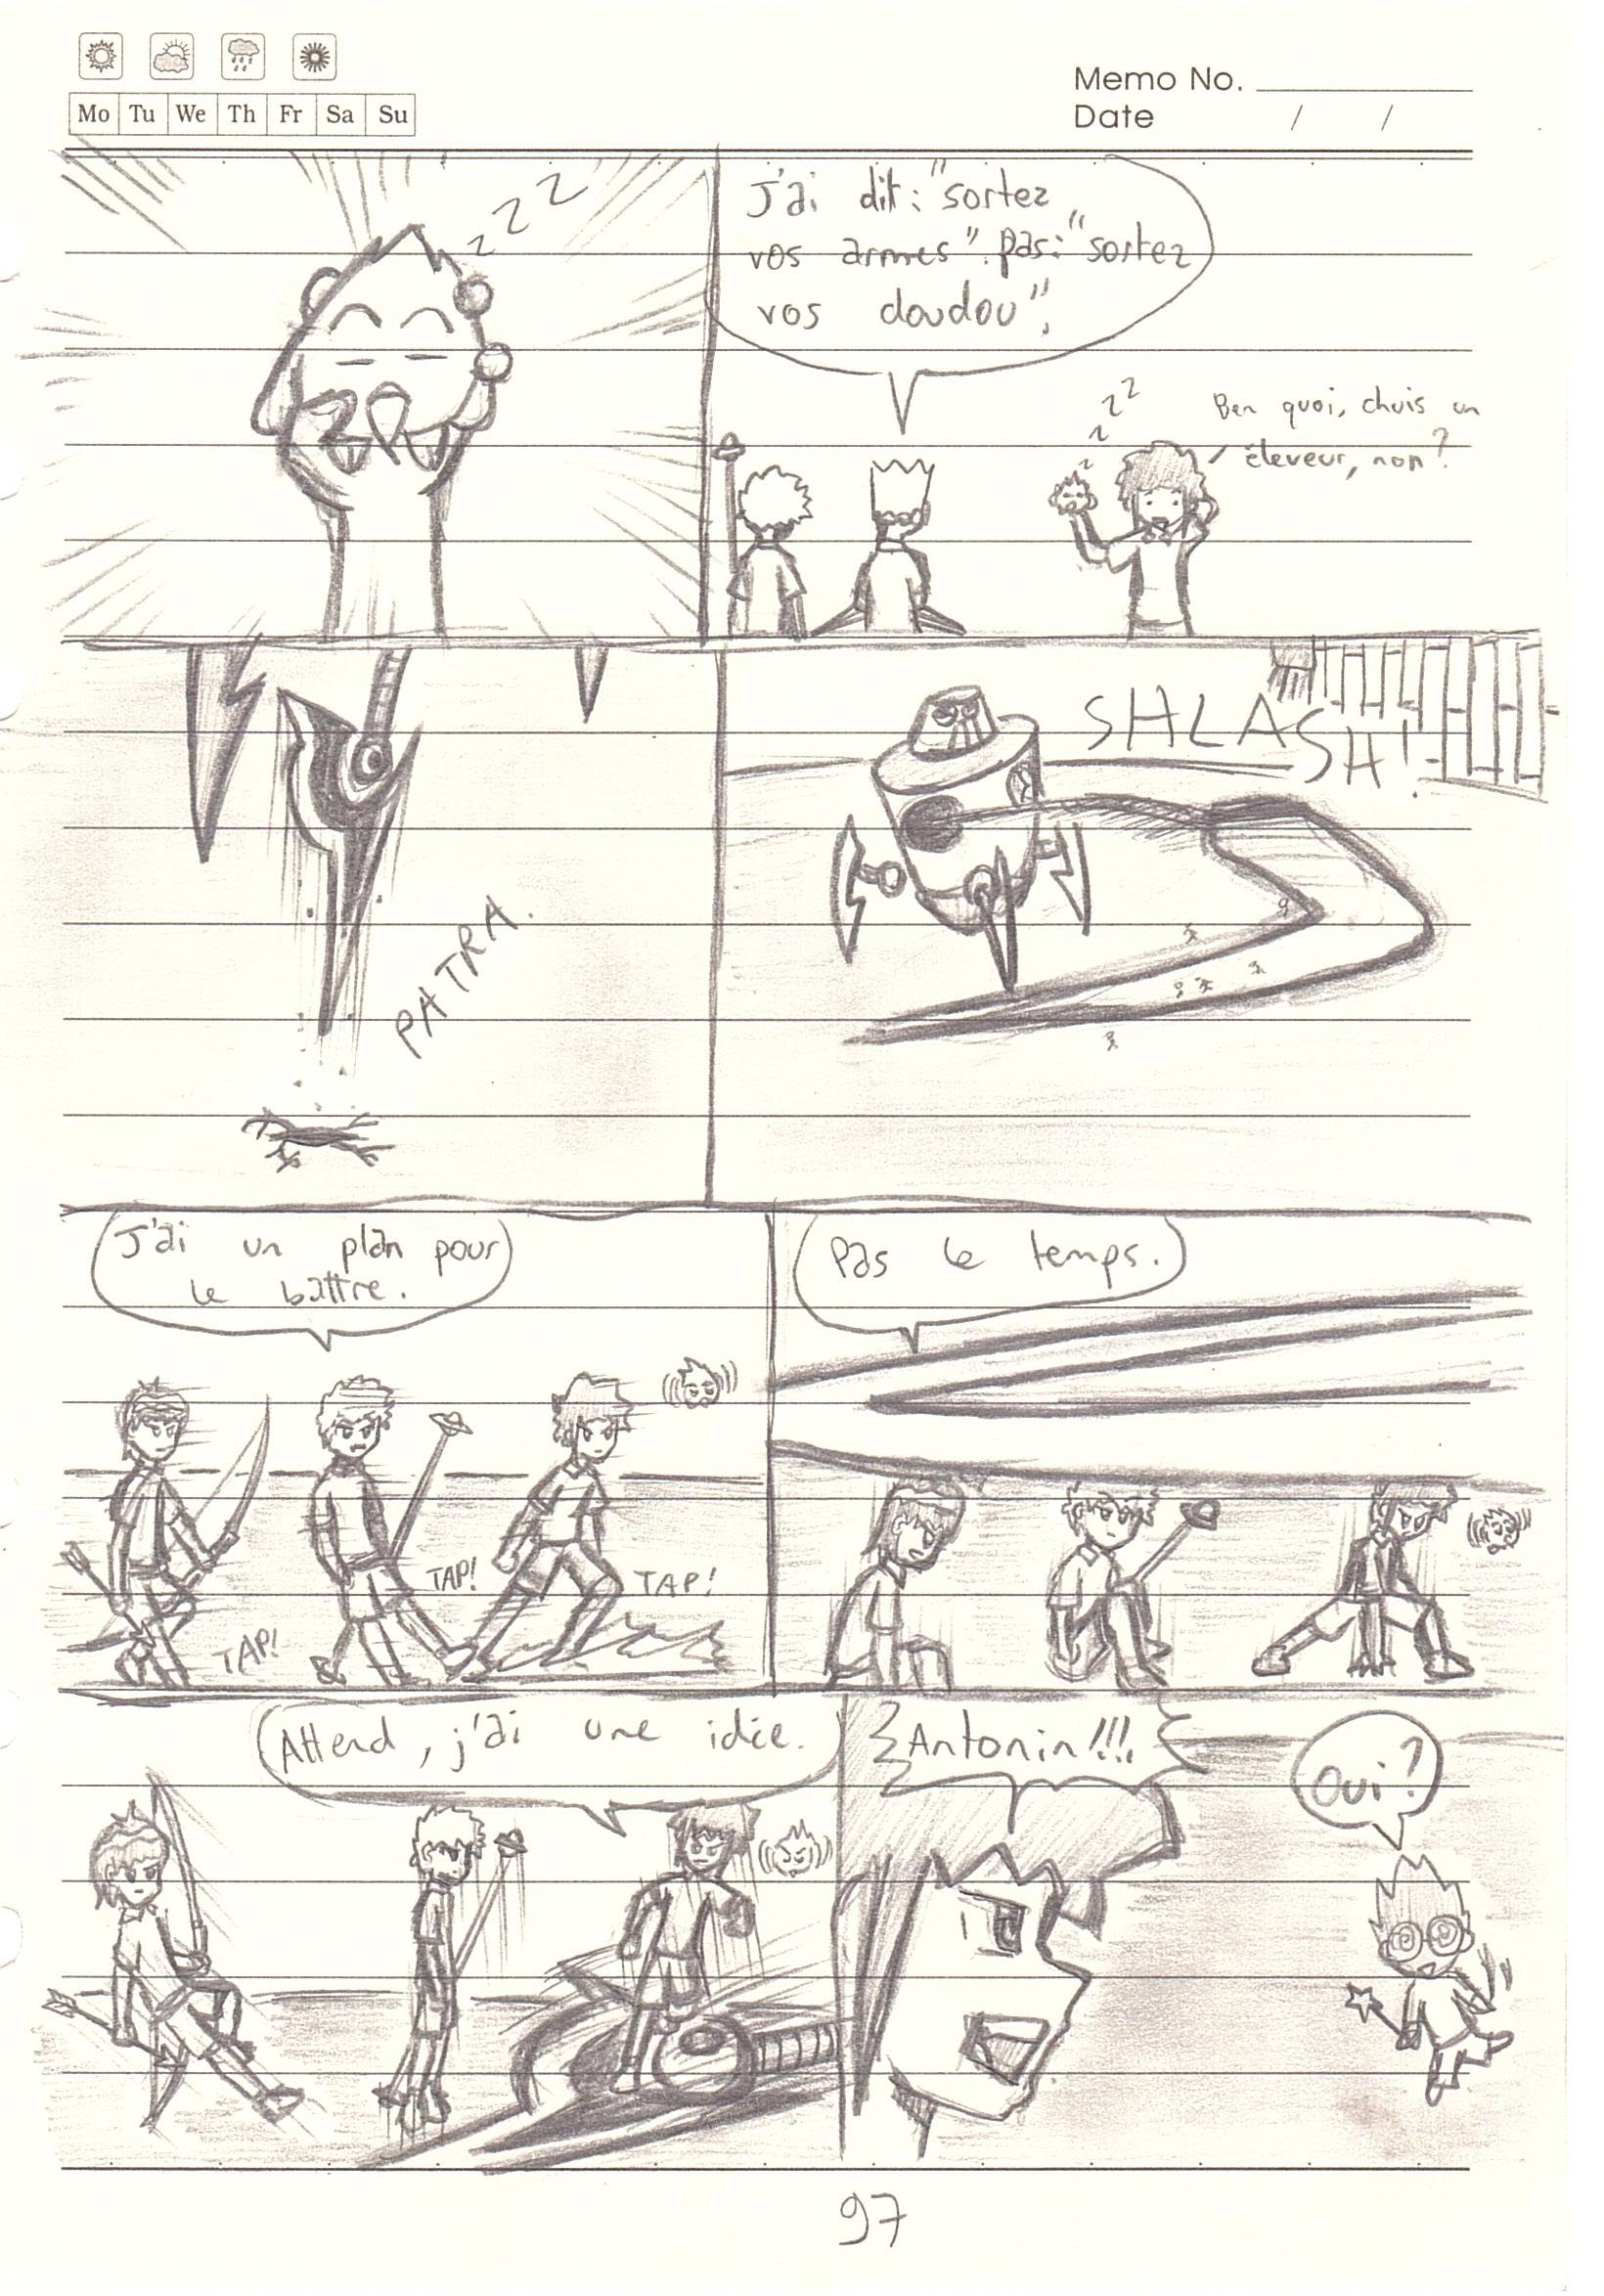 Memo No.
Mo Tu We Th Fr Sa Su
Date / /
Z Z Z
J'ai dit : "sortez
vos armes". pas : "sortez
vos doudou".
Z Z Z Z
Ben quoi, chuis un
éleveur, non ?
PATRA.
SHLASH!
J'ai un plan pour
le battre.
TAP!
TAP!
TAP!
Pas le temps.
Attend, j'ai une idée.
Antonin!!!
Oui ?
97